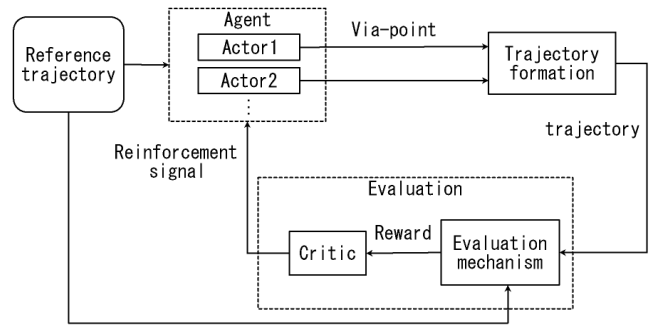 Agent
Reference
trajectory
Actor1
Actor2
⋮
Via-point
Trajectory
formation
trajectory
Reinforcement
signal
Evaluation
Critic
Reward
Evaluation
mechanism